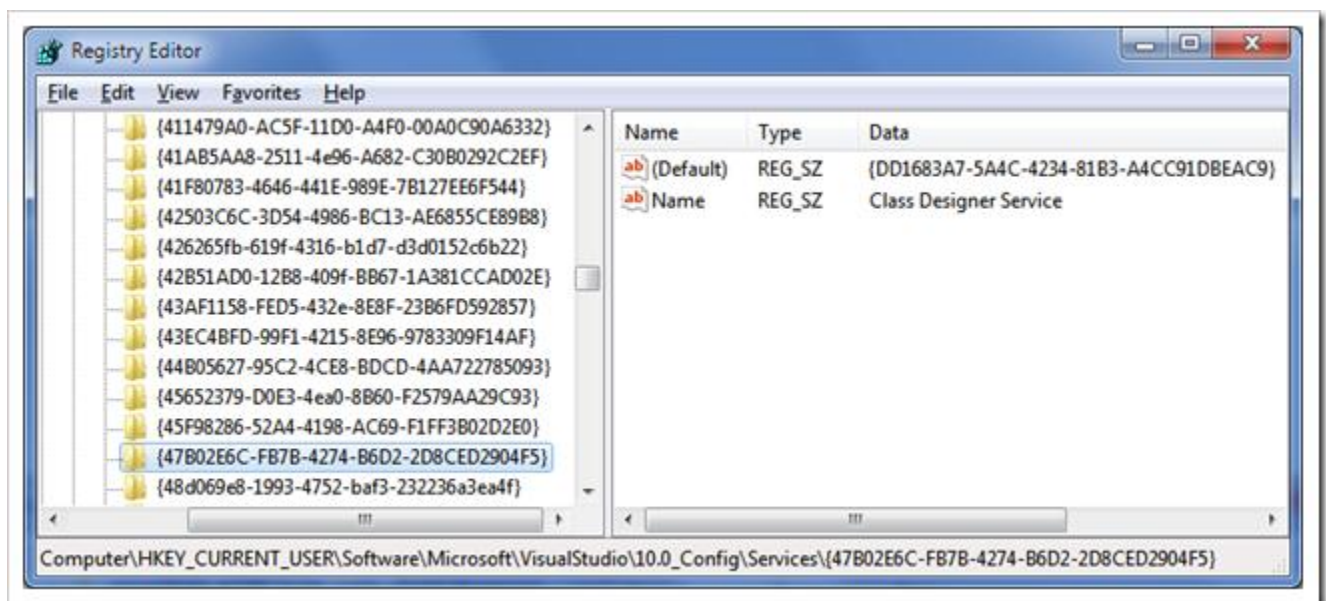 Registry Editor
File Edit View Favorites Help
{411479A0-AC5F-11D0-A4F0-00A0C90A6332}
{41AB5AA8-2511-4e96-A682-C30B0292C2EF}
{41F80783-4646-441E-989E-7B127EE6F544}
{42503C6C-3D54-4986-BC13-AE6855CE89B8}
{426265fb-619f-4316-b1d7-d3d0152c6b22}
{42B51AD0-12B8-409f-BB67-1A381CCAD02E}
{43AF1158-FED5-432e-8E8F-23B6FD592857}
{43EC4BFD-99F1-4215-8E96-9783309F14AF}
{44B05627-95C2-4CE8-BDCD-4AA722785093}
{45652379-D0E3-4ea0-8B60-F2579AA29C93}
{45F98286-52A4-4198-AC69-F1FF3B02D2E0}
{47B02E6C-FB7B-4274-B6D2-2D8CED2904F5}
{48d069e8-1993-4752-baf3-232236a3ea4f}
Name Type Data
ab (Default) REG_SZ {DD1683A7-5A4C-4234-81B3-A4CC91DBEAC9}
ab Name REG_SZ Class Designer Service
Computer\HKEY_CURRENT_USER\Software\Microsoft\VisualStudio\10.0_Config\Services\{47B02E6C-FB7B-4274-B6D2-2D8CED2904F5}